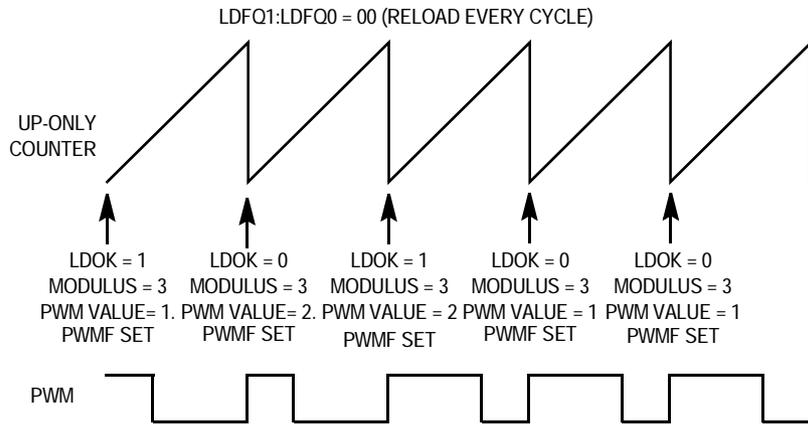 LDFQ1:LDFQ0 = 00 (RELOAD EVERY CYCLE)
UP-ONLY
COUNTER
LDOK = 1
MODULUS = 3
PWM VALUE= 1.
PWMF SET
LDOK = 0
MODULUS = 3
PWM VALUE= 2.
PWMF SET
LDOK = 1
MODULUS = 3
PWM VALUE = 2
PWMF SET
LDOK = 0
MODULUS = 3
PWM VALUE = 1
PWMF SET
LDOK = 0
MODULUS = 3
PWM VALUE = 1
PWMF SET
PWM